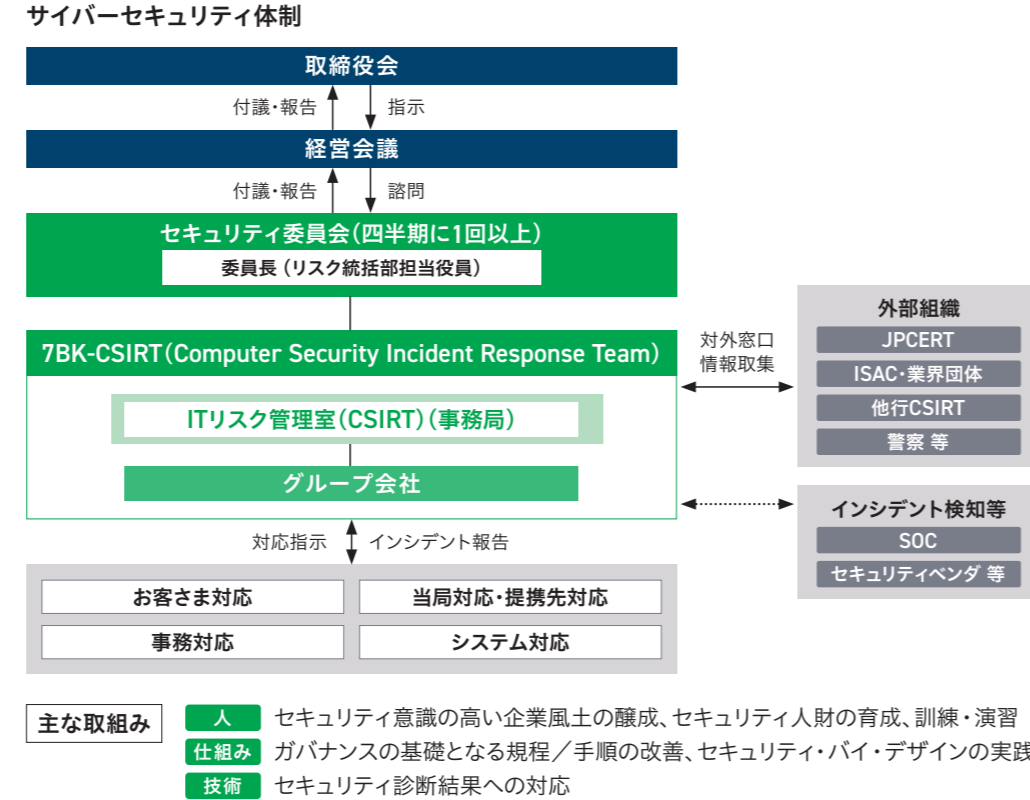 サイバーセキュリティ体制
取締役会
付議・報告
指示
経営会議
付議・報告
諮問
セキュリティ委員会(四半期に1回以上)
委員長(リスク統括部担当役員)
7BK-CSIRT(Computer Security Incident Response Team)
ITリスク管理室(CSIRT)(事務局)
グループ会社
対外窓口
情報取集
外部組織
JPCERT
ISAC・業界団体
他行CSIRT
警察 等
インシデント検知等
SOC
セキュリティベンダ 等
対応指示
インシデント報告
お客さま対応
当局対応・提携先対応
事務対応
システム対応
主な取組み
人 セキュリティ意識の高い企業風土の醸成、セキュリティ人財の育成、訓練・演習
仕組み ガバナンスの基礎となる規程/手順の改善、セキュリティ・バイ・デザインの実践
技術 セキュリティ診断結果への対応